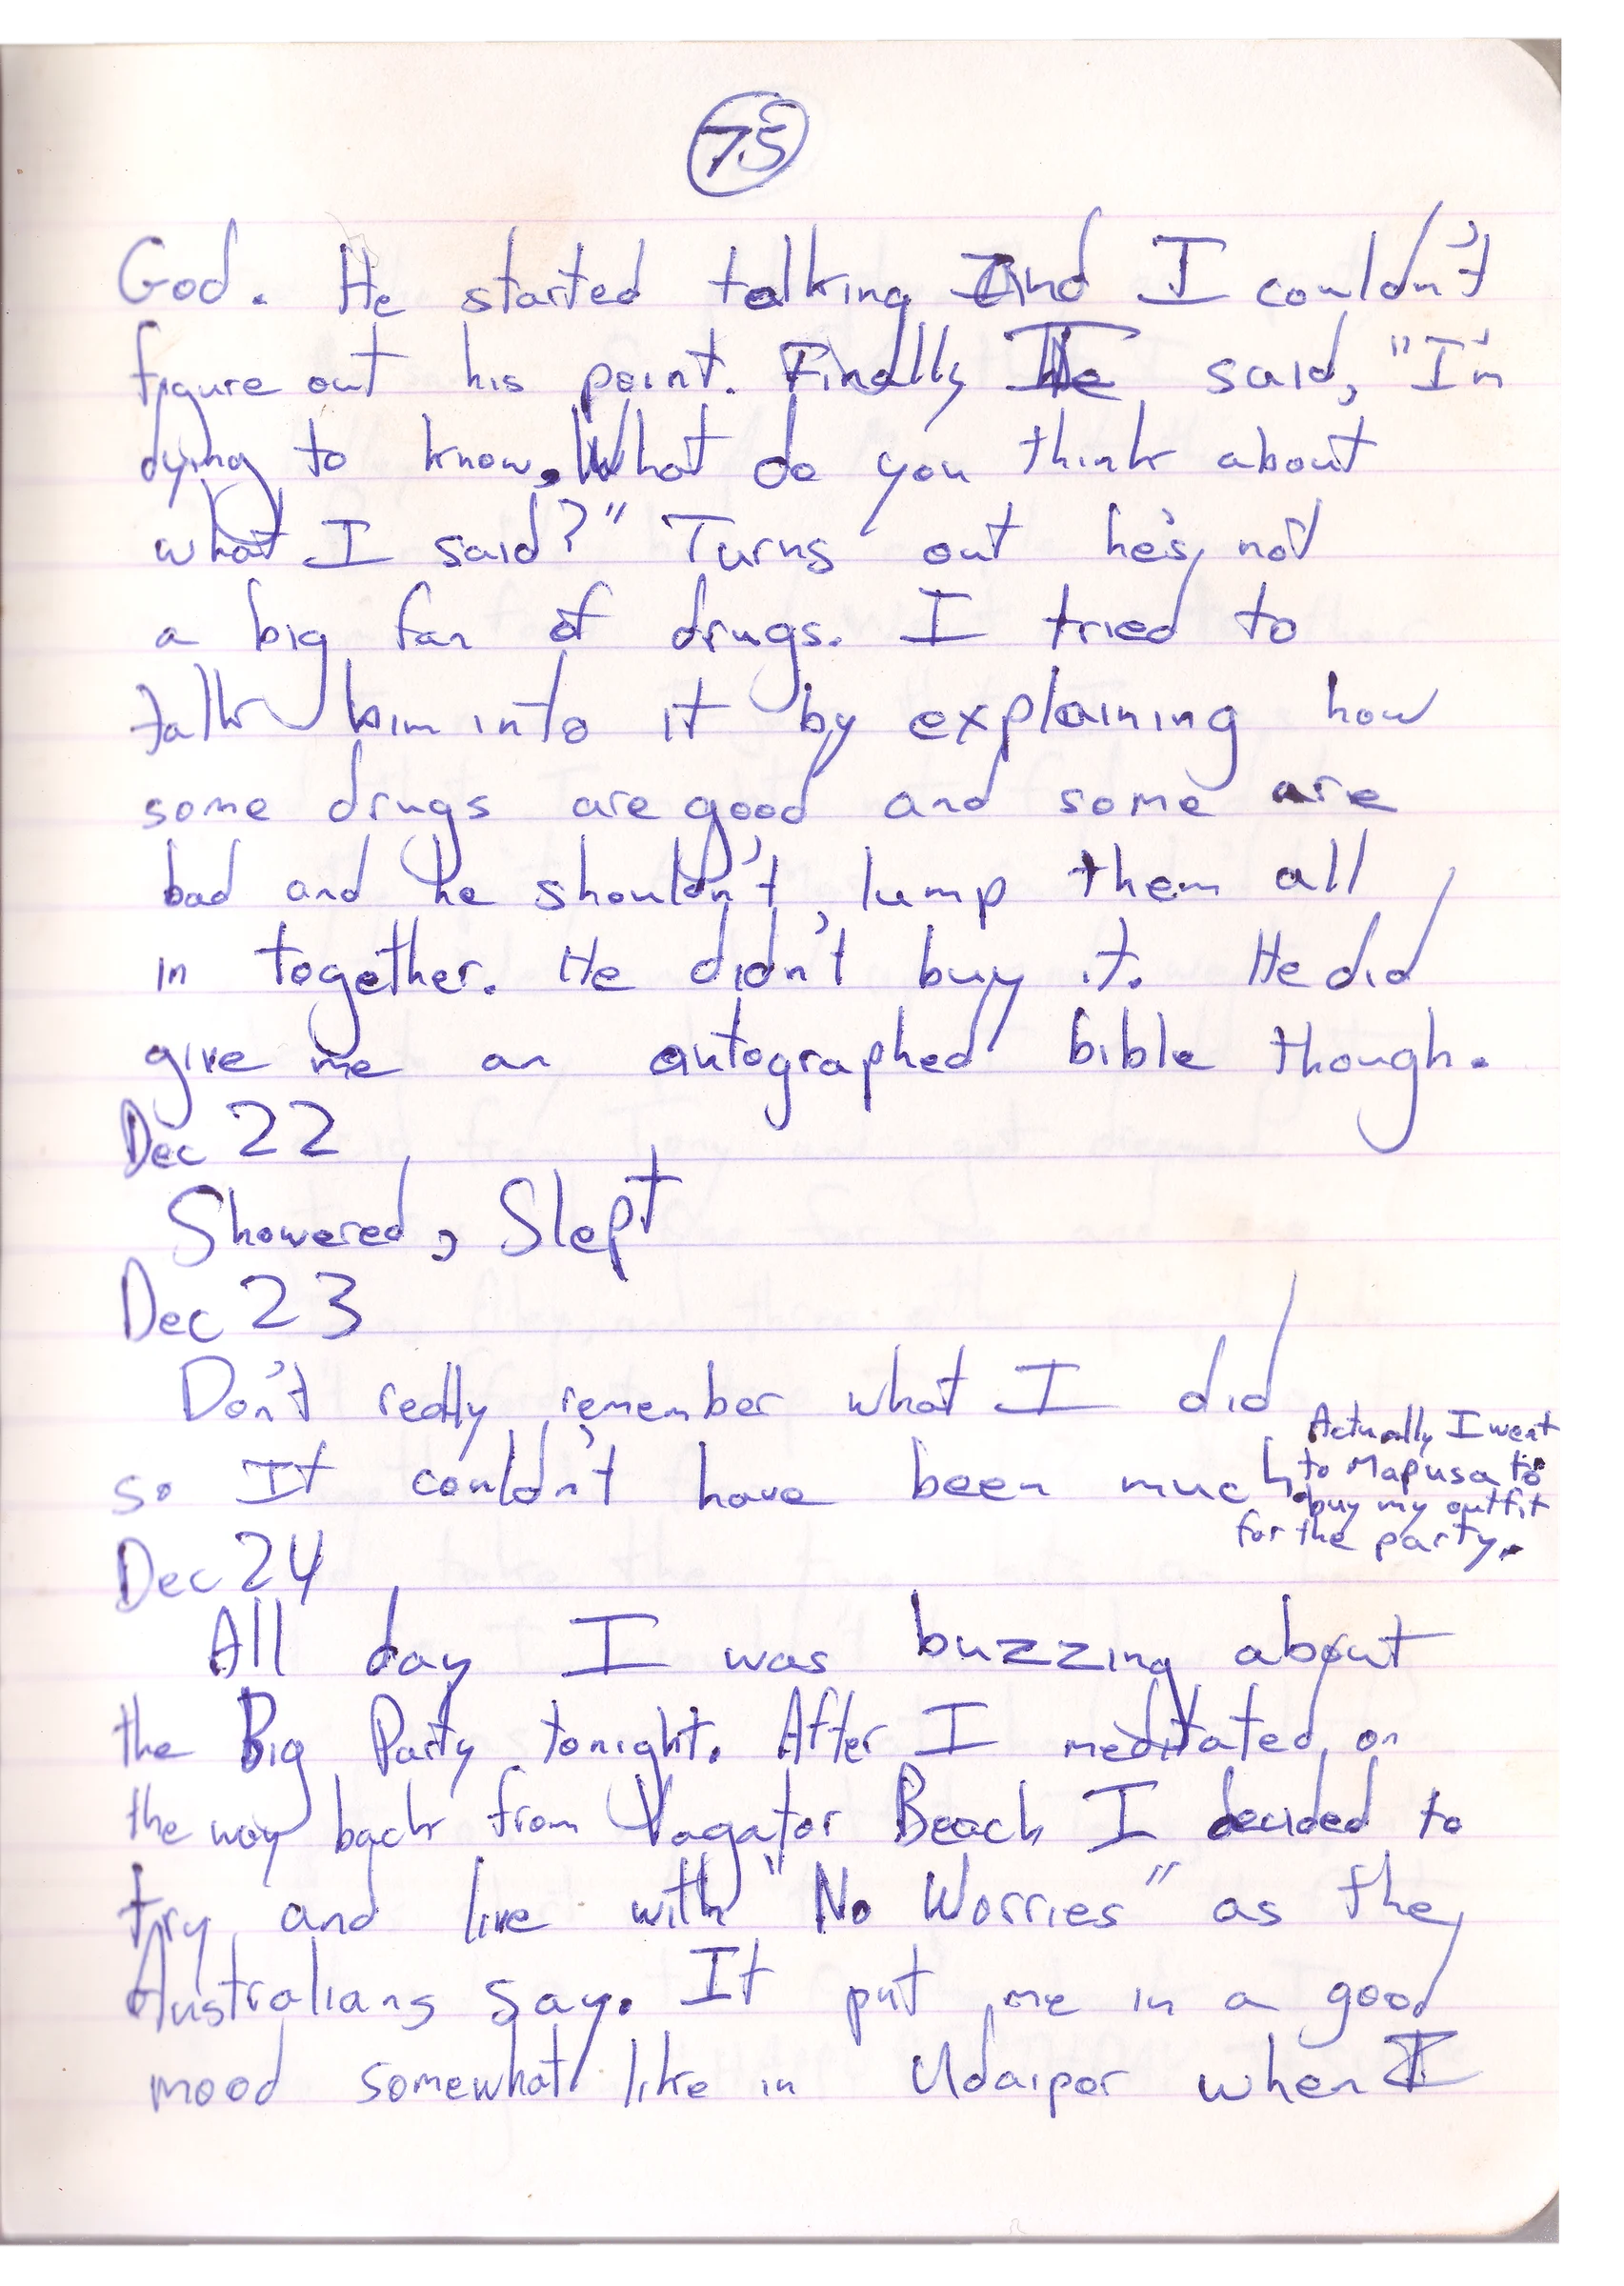 75
God. He started talking and I couldn't
figure out his point. Finally He said, "I'm
dying to know, What do you think about
what I said?" Turns out he's not
a big fan of drugs. I tried to
talk him into it by explaining how
some drugs are good and some are
bad and he shouldn't lump them all
in together. He didn't buy it. He did
give me an autographed bible though.
Dec 22
Showered, Slept
Dec 23
Don't really remember what I did
so It couldn't have been much.
Actually I went
to Mapusa to
buy my outfit
for the party.
Dec 24
All day I was buzzing about
the Big Party tonight. After I meditated on
the way back from Vagator Beach I decided to
try and live with "No Worries" as the
Australians say. It put me in a good
mood somewhat like in Udaipor when I